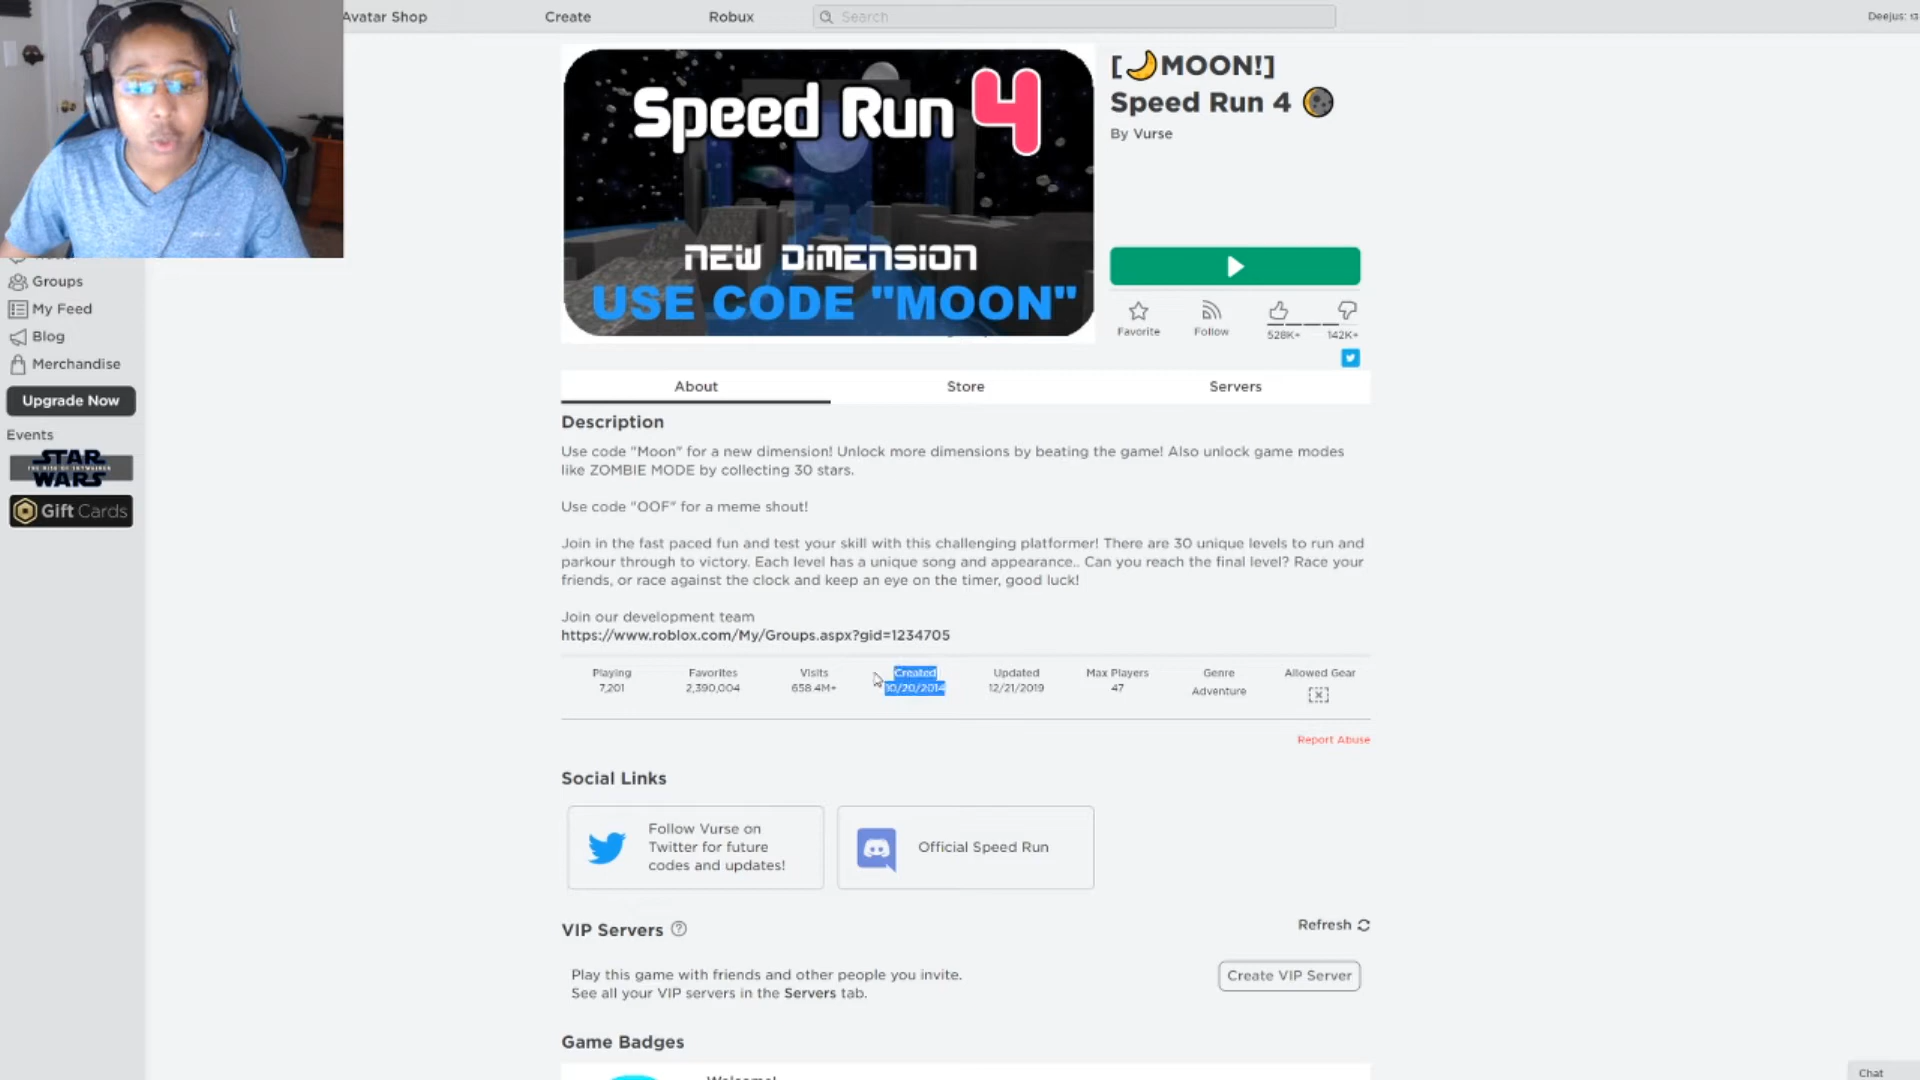 Avatar Shop
Create
Robux
Search
Deejus: 13
Groups
My Feed
Blog
Merchandise
Upgrade Now
Events
STAR
THE RISE OF SKYWALKER
WARS
Gift Cards
Speed Run 4
NEW DIMENSION
USE CODE "MOON"
[🌙MOON!]
Speed Run 4 🌖
By Vurse
Favorite
Follow
528K+
142K+
About
Store
Servers
Description
Use code "Moon" for a new dimension! Unlock more dimensions by beating the game! Also unlock game modes
like ZOMBIE MODE by collecting 30 stars.
Use code "OOF" for a meme shout!
Join in the fast paced fun and test your skill with this challenging platformer! There are 30 unique levels to run and
parkour through to victory. Each level has a unique song and appearance.. Can you reach the final level? Race your
friends, or race against the clock and keep an eye on the timer, good luck!
Join our development team
https://www.roblox.com/My/Groups.aspx?gid=1234705
Playing
7,201
Favorites
2,390,004
Visits
658.4M+
Created
10/20/2014
Updated
12/21/2019
Max Players
47
Genre
Adventure
Allowed Gear
Report Abuse
Social Links
Follow Vurse on
Twitter for future
codes and updates!
Official Speed Run
VIP Servers
Refresh
Play this game with friends and other people you invite.
See all your VIP servers in the Servers tab.
Create VIP Server
Game Badges
Welcome!
Chat